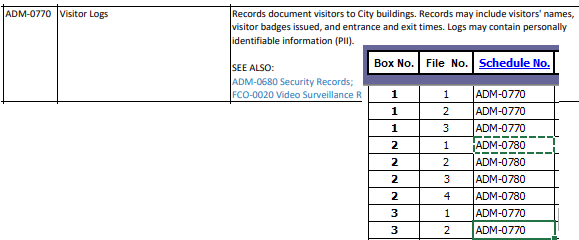 ADM-0770 Visitor Logs Records document visitors to City buildings. Records may include visitors' names,
visitor badges issued, and entrance and exit times. Logs may contain personally
identifiable information (PII).
SEE ALSO:
ADM-0680 Security Records;
FCO-0020 Video Surveillance R
Box No. File No. Schedule No.
1 1 ADM-0770
1 2 ADM-0770
1 3 ADM-0770
2 1 ADM-0780
2 2 ADM-0780
2 3 ADM-0780
2 4 ADM-0780
3 1 ADM-0770
3 2 ADM-0770